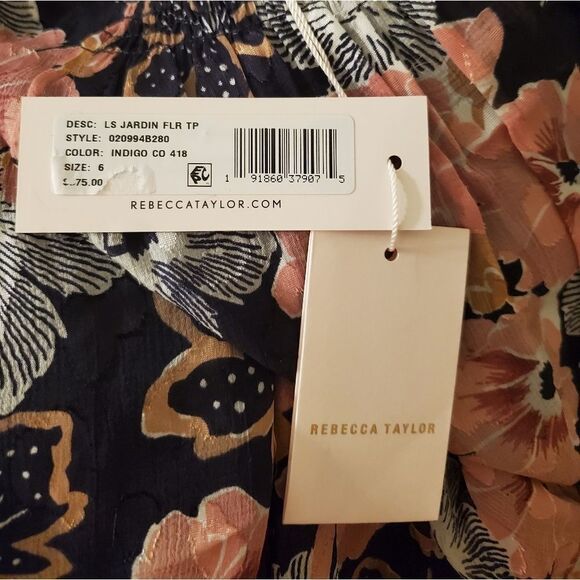 DESC: LS JARDIN FLR TP
STYLE: 020994B280
COLOR: INDIGO CO 418
SIZE: 6
1 91860 37907 5
REBECCATAYLOR.COM
REBECCA TAYLOR